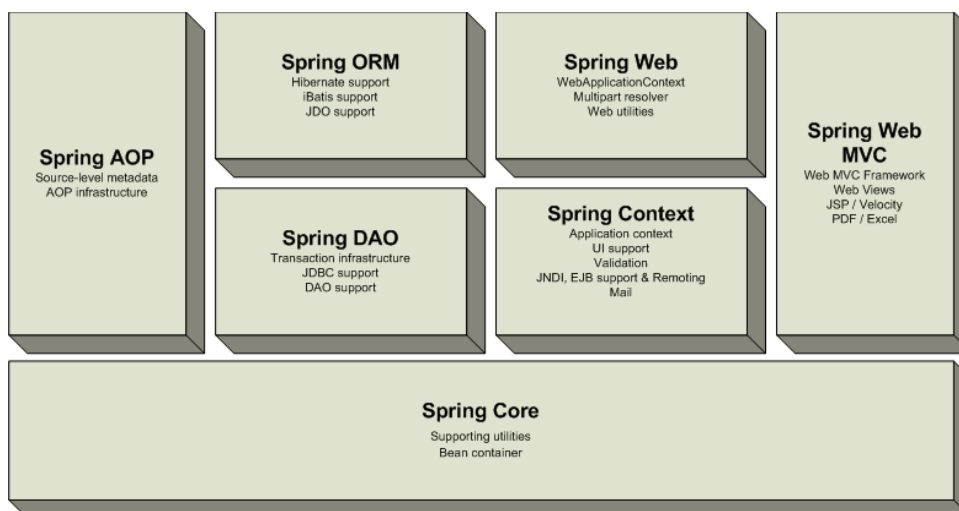 Spring AOP
Source-level metadata
AOP infrastructure
Spring ORM
Hibernate support
iBatis support
JDO support
Spring DAO
Transaction infrastructure
JDBC support
DAO support
Spring Web
WebApplicationContext
Multipart resolver
Web utilities
Spring Context
Application context
UI support
Validation
JNDI, EJB support & Remoting
Mail
Spring Web
MVC
Web MVC Framework
Web Views
JSP / Velocity
PDF / Excel
Spring Core
Supporting utilities
Bean container